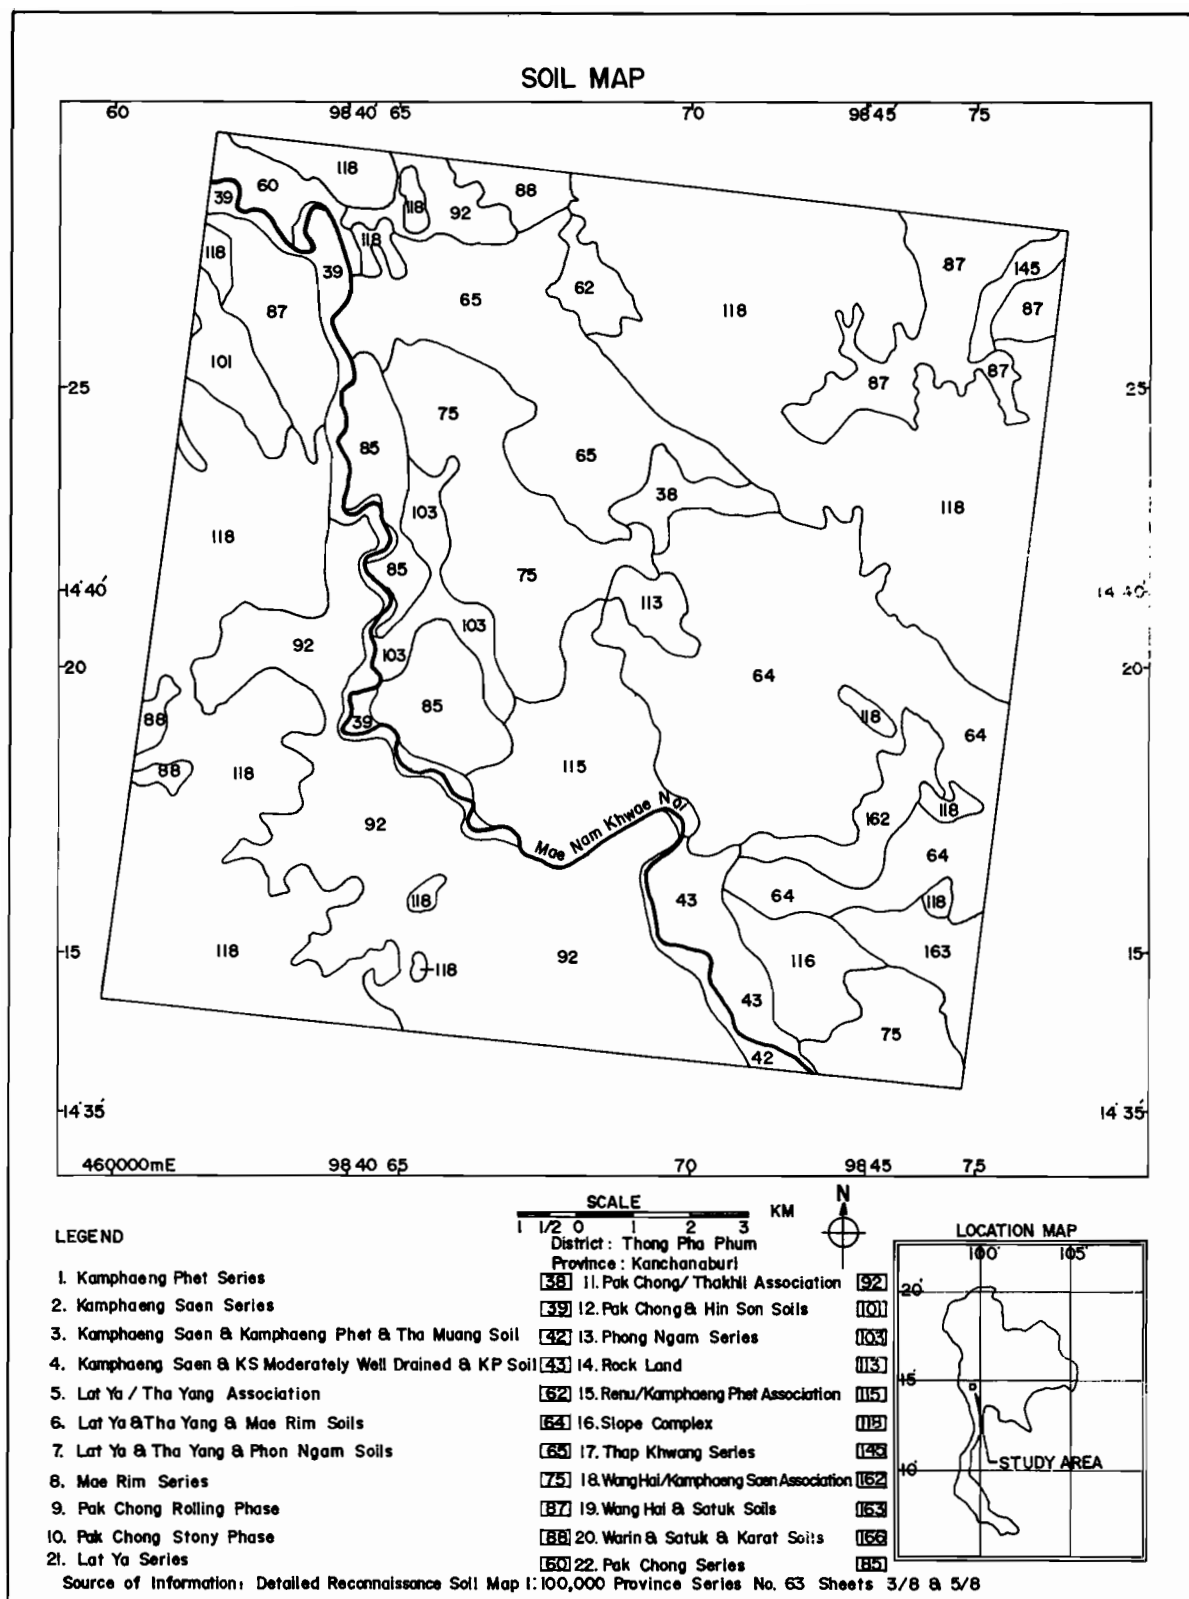 SOIL MAP
60 98 40' 65 70 98 45' 75
118
60 118 88
39 118 92
118 118
39 87 145
62
65 87
87 118
101 87 87
25 25
75
85 65
38
103 118
118
85 75
14° 40' 14 40
113
103
92 103
20 20
64
85
88 39 118 64
88 118 115
Mae Nam Khwae Noi
92 162 118
64
118 43 64 118
118 92 116 163
15 118 15
43
75
42
14° 35' 14° 35'
460000mE 98 40 65 70 98 45 75
SCALE
1 1/2 0 1 2 3 KM
N
District : Thong Pha Phum
Province : Kanchanaburi
LEGEND
1. Kamphaeng Phet Series 38
2. Kamphaeng Saen Series 39
3. Kamphaeng Saen & Kamphaeng Phet & Tha Muang Soil 42
4. Kamphaeng Saen & KS Moderately Well Drained & KP Soil 43
5. Lat Ya / Tha Yang Association 62
6. Lat Ya & Tha Yang & Mae Rim Soils 64
7. Lat Ya & Tha Yang & Phon Ngam Soils 65
8. Mae Rim Series 75
9. Pak Chong Rolling Phase 87
10. Pak Chong Stony Phase 88
21. Lat Ya Series 60
11. Pak Chong/ Thakhli Association 92
12. Pak Chong & Hin Son Soils 101
13. Phong Ngam Series 103
14. Rock Land 113
15. Renu/Kamphaeng Phet Association 115
16. Slope Complex 118
17. Thap Khwang Series 145
18. Wang Hai/Kamphaeng Saen Association 162
19. Wang Hai & Satuk Soils 163
20. Warin & Satuk & Karat Soils 166
22. Pak Chong Series 85
LOCATION MAP
100° 105°
20°
15°
10°
STUDY AREA
Source of Information: Detailed Reconnaissance Soil Map 1:100,000 Province Series No. 63 Sheets 3/8 & 5/8